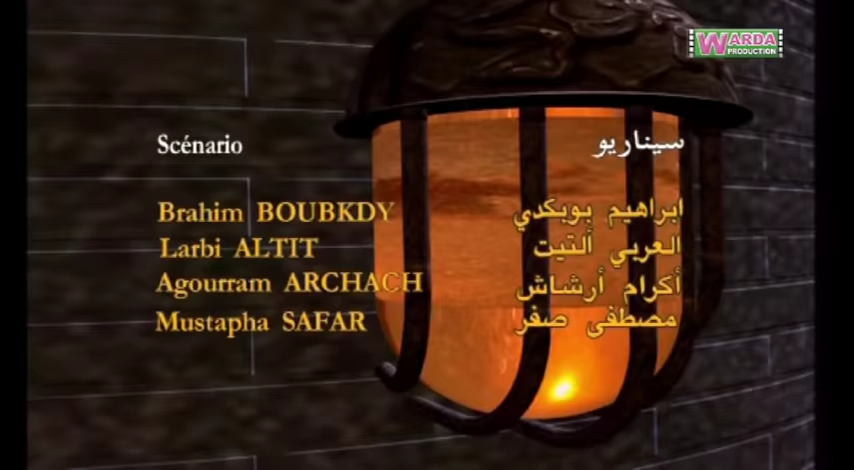 WARDA
PRODUCTION
Scénario
سيناريو
Brahim BOUBKDY
ابراهيم بوبكدي
Larbi ALTIT
العربي ألتيت
Agourram ARCHACH
أكرام أرشاش
Mustapha SAFAR
مصطفى صفر